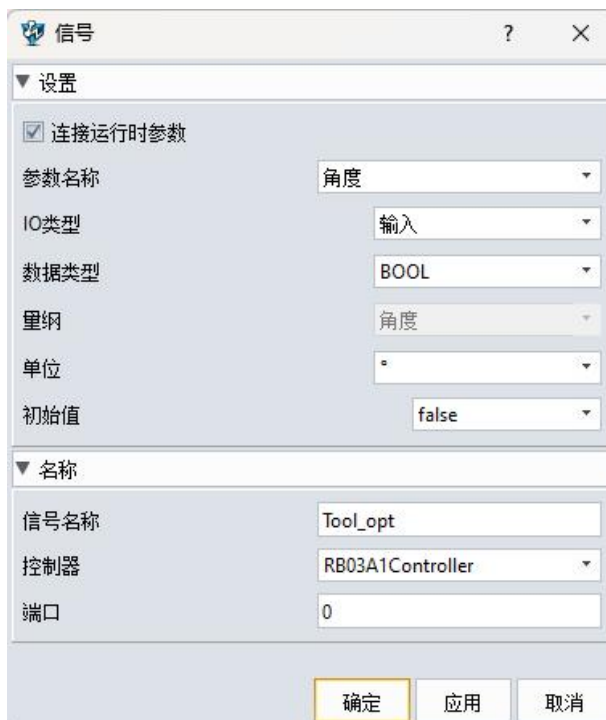 信号 ?
设置
连接运行时参数
参数名称 角度
IO类型 输入
数据类型 BOOL
量纲 角度
单位 °
初始值 false
名称
信号名称 Tool_opt
控制器 RB03A1Controller
端口 0
确定 应用 取消